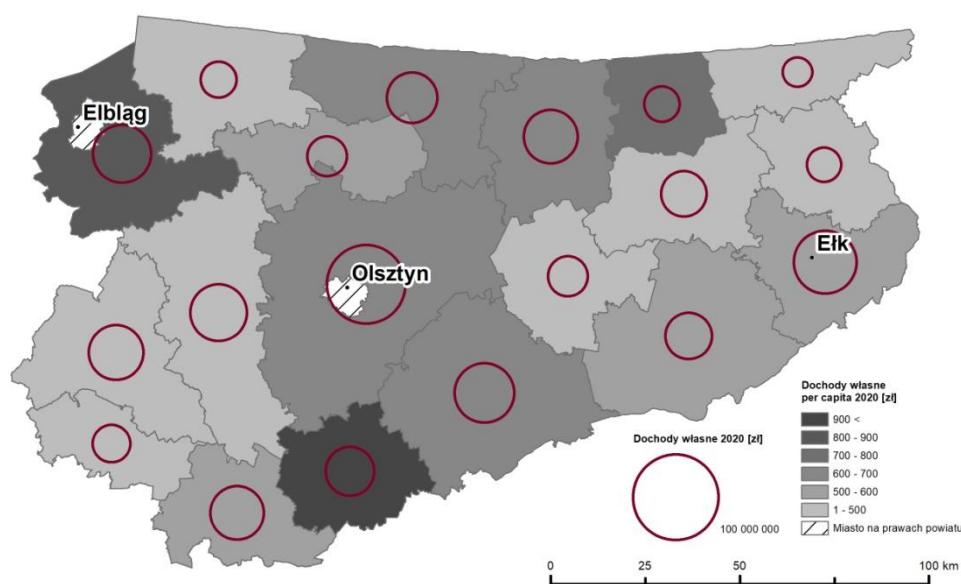 Elbląg
Olsztyn
Ełk
Dochody własne 2020 [zł]
100 000 000
Dochody własne
per capita 2020 [zł]
900 <
800 - 900
700 - 800
600 - 700
500 - 600
1 - 500
Miasto na prawach powiatu
0 25 50 100 km